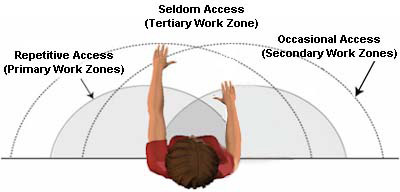 Seldom Access
(Tertiary Work Zone)
Repetitive Access
(Primary Work Zones)
Occasional Access
(Secondary Work Zones)